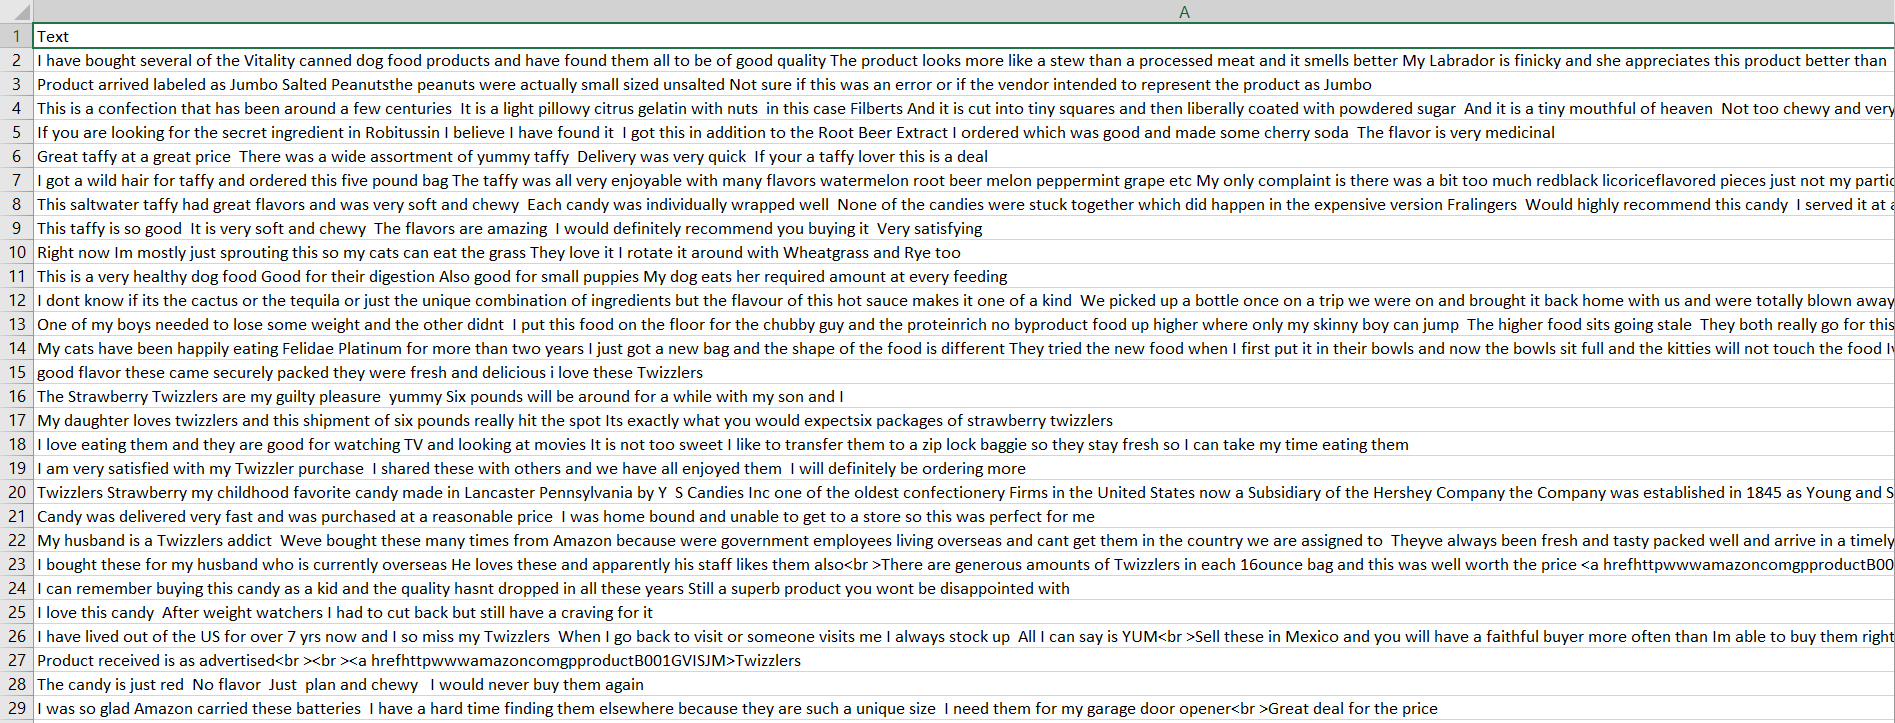 A
1 Text
2 I have bought several of the Vitality canned dog food products and have found them all to be of good quality The product looks more like a stew than a processed meat and it smells better My Labrador is finicky and she appreciates this product better than
3 Product arrived labeled as Jumbo Salted Peanutsthe peanuts were actually small sized unsalted Not sure if this was an error or if the vendor intended to represent the product as Jumbo
4 This is a confection that has been around a few centuries  It is a light pillowy citrus gelatin with nuts  in this case Filberts And it is cut into tiny squares and then liberally coated with powdered sugar  And it is a tiny mouthful of heaven  Not too chewy and very
5 If you are looking for the secret ingredient in Robitussin I believe I have found it  I got this in addition to the Root Beer Extract I ordered which was good and made some cherry soda  The flavor is very medicinal
6 Great taffy at a great price  There was a wide assortment of yummy taffy  Delivery was very quick  If your a taffy lover this is a deal
7 I got a wild hair for taffy and ordered this five pound bag The taffy was all very enjoyable with many flavors watermelon root beer melon peppermint grape etc My only complaint is there was a bit too much redblack licoriceflavored pieces just not my partic
8 This saltwater taffy had great flavors and was very soft and chewy  Each candy was individually wrapped well  None of the candies were stuck together which did happen in the expensive version Fralingers  Would highly recommend this candy  I served it at
9 This taffy is so good  It is very soft and chewy  The flavors are amazing  I would definitely recommend you buying it  Very satisfying
10 Right now Im mostly just sprouting this so my cats can eat the grass They love it I rotate it around with Wheatgrass and Rye too
11 This is a very healthy dog food Good for their digestion Also good for small puppies My dog eats her required amount at every feeding
12 I dont know if its the cactus or the tequila or just the unique combination of ingredients but the flavour of this hot sauce makes it one of a kind  We picked up a bottle once on a trip we were on and brought it back home with us and were totally blown away
13 One of my boys needed to lose some weight and the other didnt  I put this food on the floor for the chubby guy and the proteinrich no byproduct food up higher where only my skinny boy can jump  The higher food sits going stale  They both really go for this
14 My cats have been happily eating Felidae Platinum for more than two years I just got a new bag and the shape of the food is different They tried the new food when I first put it in their bowls and now the bowls sit full and the kitties will not touch the food
15 good flavor these came securely packed they were fresh and delicious i love these Twizzlers
16 The Strawberry Twizzlers are my guilty pleasure  yummy Six pounds will be around for a while with my son and I
17 My daughter loves twizzlers and this shipment of six pounds really hit the spot Its exactly what you would expectsix packages of strawberry twizzlers
18 I love eating them and they are good for watching TV and looking at movies It is not too sweet I like to transfer them to a zip lock baggie so they stay fresh so I can take my time eating them
19 I am very satisfied with my Twizzler purchase  I shared these with others and we have all enjoyed them  I will definitely be ordering more
20 Twizzlers Strawberry my childhood favorite candy made in Lancaster Pennsylvania by Y  S Candies Inc one of the oldest confectionery Firms in the United States now a Subsidiary of the Hershey Company the Company was established in 1845 as Young and S
21 Candy was delivered very fast and was purchased at a reasonable price  I was home bound and unable to get to a store so this was perfect for me
22 My husband is a Twizzlers addict  Weve bought these many times from Amazon because were government employees living overseas and cant get them in the country we are assigned to  Theyve always been fresh and tasty packed well and arrive in a timely
23 I bought these for my husband who is currently overseas He loves these and apparently his staff likes them also<br >There are generous amounts of Twizzlers in each 16ounce bag and this was well worth the price <a hrefhttpwwwamazoncomgpproductB00
24 I can remember buying this candy as a kid and the quality hasnt dropped in all these years Still a superb product you wont be disappointed with
25 I love this candy  After weight watchers I had to cut back but still have a craving for it
26 I have lived out of the US for over 7 yrs now and I so miss my Twizzlers  When I go back to visit or someone visits me I always stock up  All I can say is YUM<br >Sell these in Mexico and you will have a faithful buyer more often than Im able to buy them right
27 Product received is as advertised<br ><br ><a hrefhttpwwwamazoncomgpproductB001GVISJM>Twizzlers
28 The candy is just red  No flavor  Just  plan and chewy   I would never buy them again
29 I was so glad Amazon carried these batteries  I have a hard time finding them elsewhere because they are such a unique size  I need them for my garage door opener<br >Great deal for the price